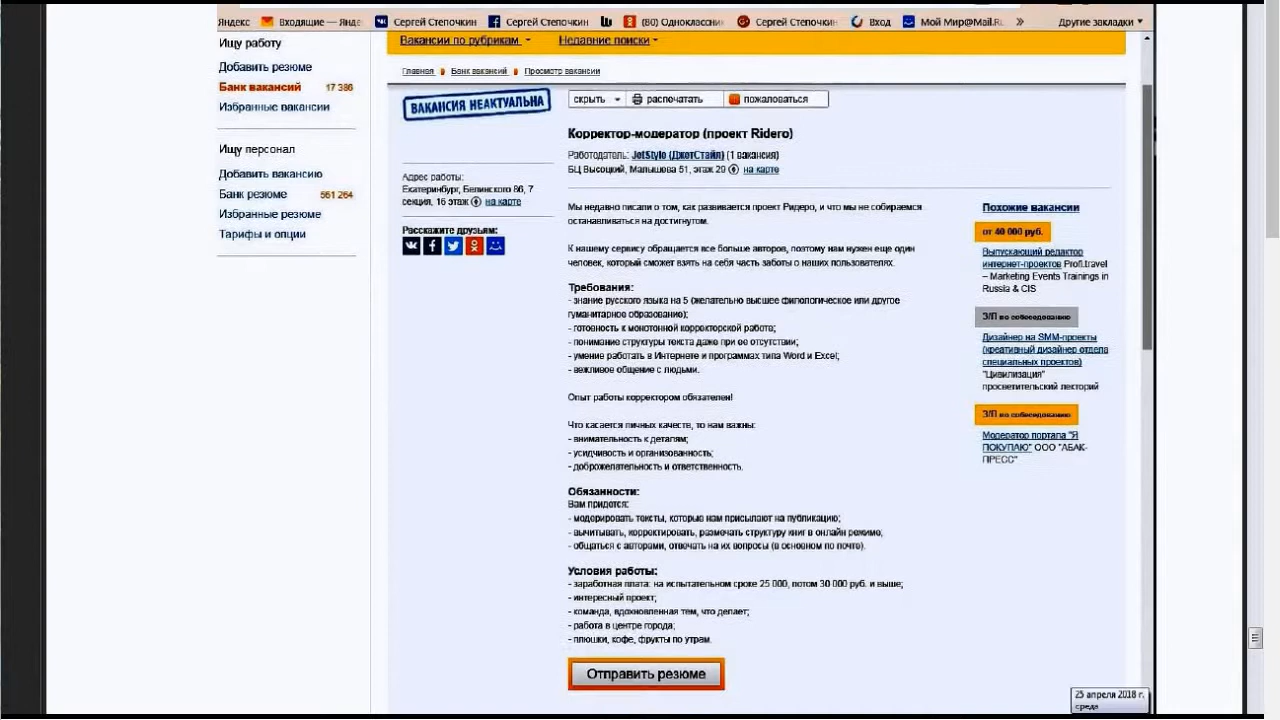 Яндекс
Входящие — Янде
Сергей Степочкин
Сергей Степочкин
(80) Одноклассник
Сергей Степочкин
Вход
Мой Мир@Mail.Ru
»
Другие закладки
Ищу работу
Добавить резюме
Банк вакансий 17 386
Избранные вакансии
Ищу персонал
Добавить вакансию
Банк резюме 561 264
Избранные резюме
Тарифы и опции
Вакансии по рубрикам
Недавние поиски
Главная Банк вакансий Просмотр вакансии
ВАКАНСИЯ НЕАКТУАЛЬНА
Адрес работы:
Екатеринбург, Белинского 86, 7
секция, 16 этаж на карте
Расскажите друзьям:
скрыть распечатать пожаловаться
Корректор-модератор (проект Ridero)
Работодатель: JetStyle (ДжетСтайл) (1 вакансия)
БЦ Высоцкий, Малышева 51, этаж 29 на карте
Мы недавно писали о том, как развивается проект Ридеро, и что мы не собираемся
останавливаться на достигнутом.
К нашему сервису обращается все больше авторов, поэтому нам нужен еще один
человек, который сможет взять на себя часть заботы о наших пользователях.
Требования:
- знание русского языка на 5 (желательно высшее филологическое или другое
гуманитарное образование);
- готовность к монотонной корректорской работе;
- понимание структуры текста даже при ее отсутствии;
- умение работать в Интернете и программах типа Word и Excel;
- вежливое общение с людьми.
Опыт работы корректором обязателен!
Что касается личных качеств, то нам важны:
- внимательность к деталям;
- усидчивость и организованность;
- доброжелательность и ответственность.
Обязанности:
Вам придется:
- модерировать тексты, которые нам присылают на публикацию;
- вычитывать, корректировать, размечать структуру книг в онлайн режиме;
- общаться с авторами, отвечать на их вопросы (в основном по почте).
Условия работы:
- заработная плата: на испытательном сроке 25 000, потом 30 000 руб. и выше;
- интересный проект;
- команда, вдохновленная тем, что делает;
- работа в центре города;
- плюшки, кофе, фрукты по утрам.
Отправить резюме
Похожие вакансии
от 40 000 руб.
Выпускающий редактор
интернет-проектов Profi.travel
– Marketing Events Trainings in
Russia & CIS
З/П по собеседованию
Дизайнер на SMM-проекты
(креативный дизайнер отдела
специальных проектов)
"Цивилизация"
просветительский лекторий
З/П по собеседованию
Модератор портала "Я
ПОКУПАЮ" ООО "АБАК-
ПРЕСС"
25 апреля 2018 г.
среда